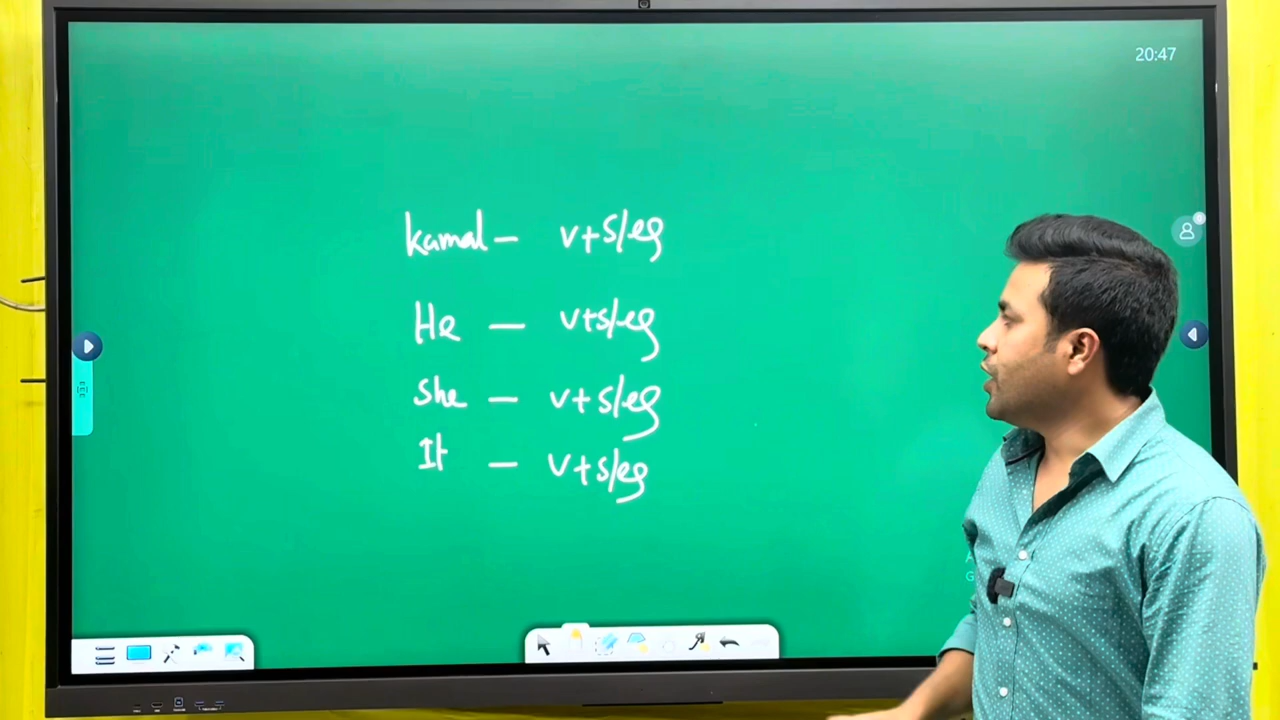 20:47
Kamal – V+S/es
He – V+S/es
She – V+S/es
It – V+S/es